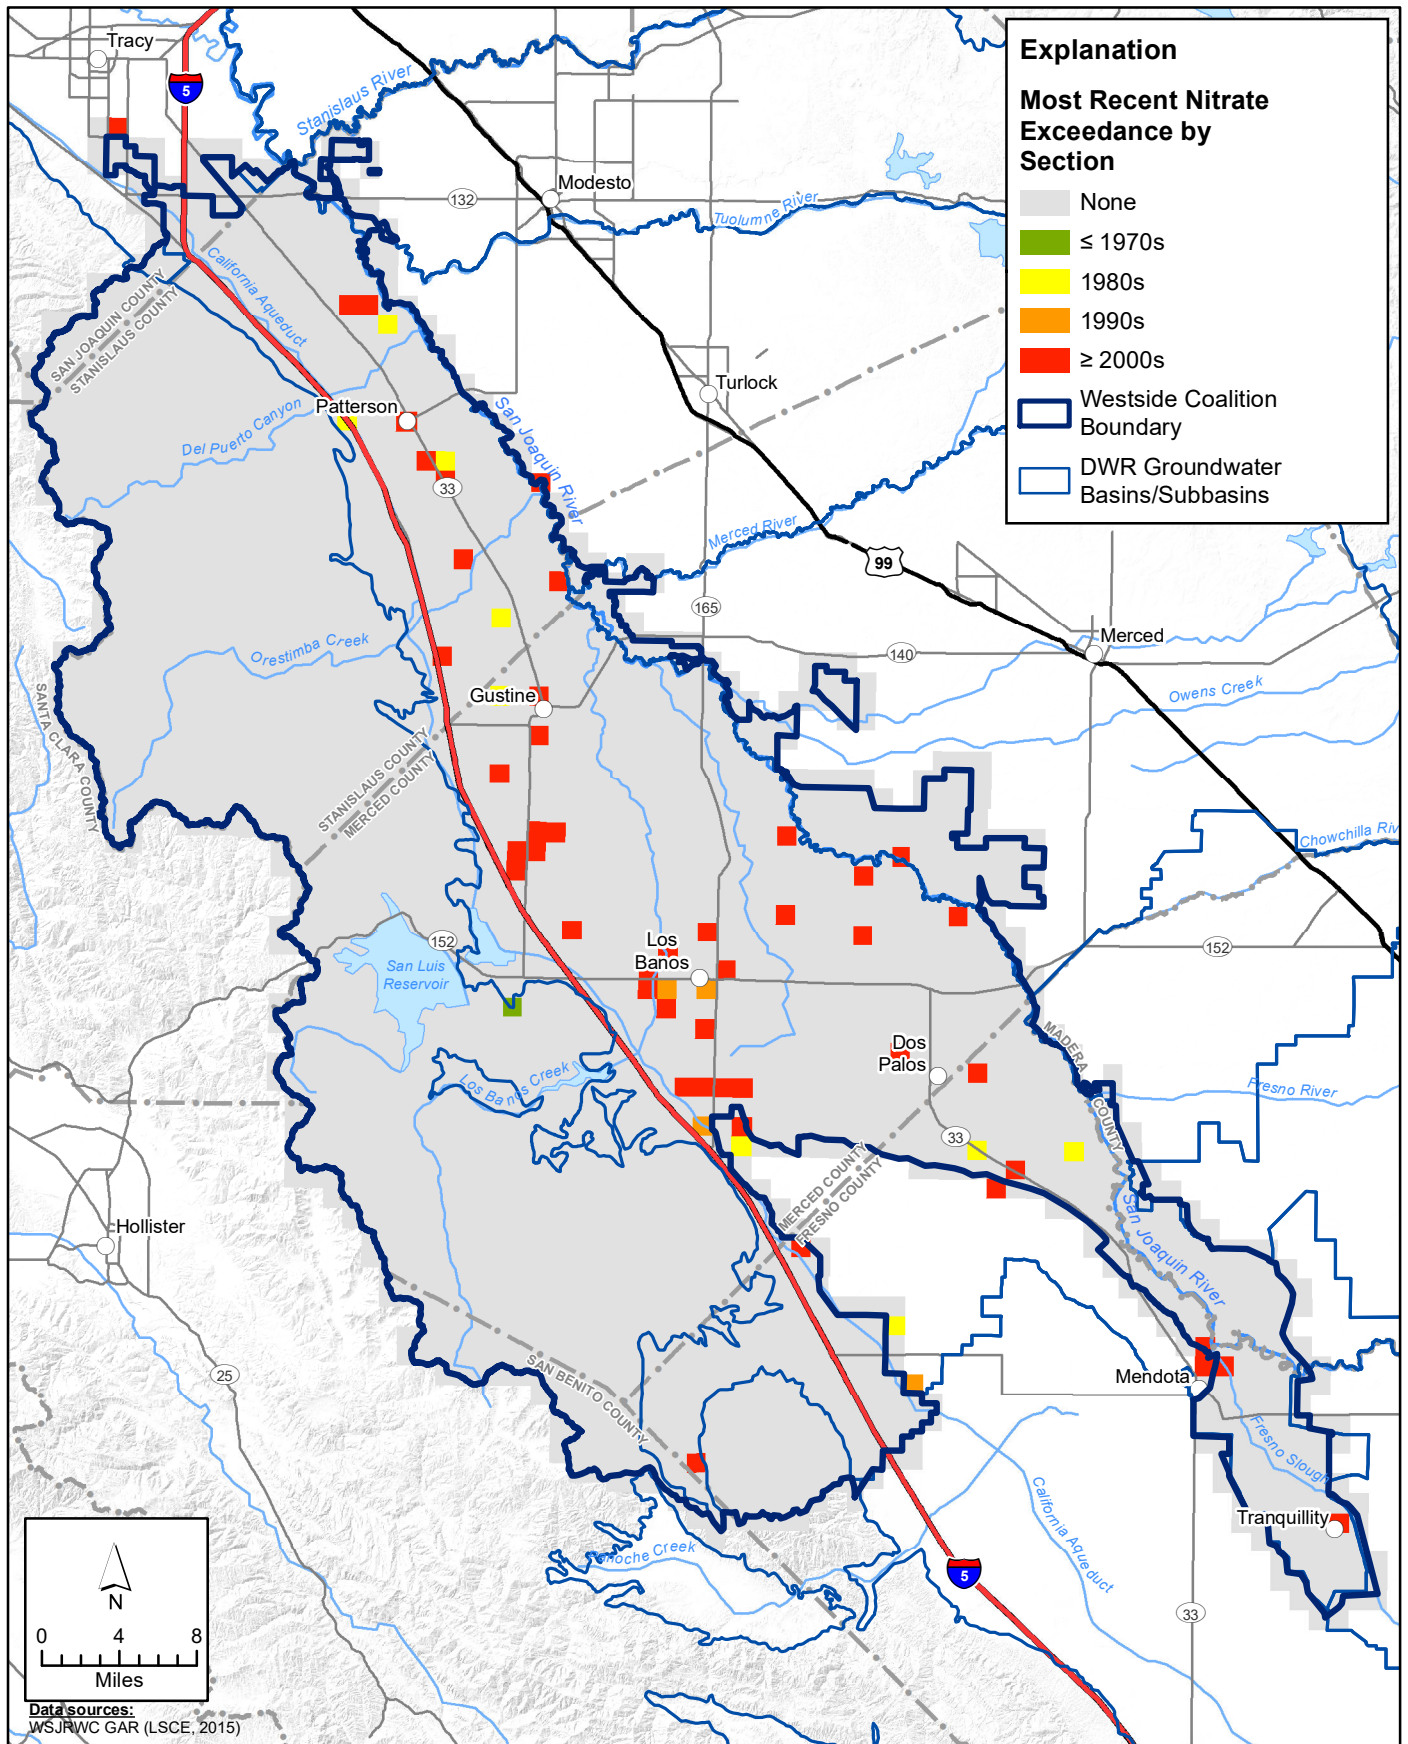 Tracy
5
Stanislaus River
Explanation
Most Recent Nitrate
Exceedance by
Section
None
≤ 1970s
1980s
1990s
≥ 2000s
Westside Coalition
Boundary
DWR Groundwater
Basins/Subbasins
132
Modesto
Tuolumne River
California Aqueduct
SAN JOAQUIN COUNTY
STANISLAUS COUNTY
Turlock
Patterson
San Joaquin River
Del Puerto Canyon
33
Merced River
99
165
Merced
140
Orestimba Creek
Owens Creek
SANTA CLARA COUNTY
Gustine
STANISLAUS COUNTY
MERCED COUNTY
Chowchilla Riv
152
Los
Banos
152
San Luis
Reservoir
MADERA COUNTY
Dos
Palos
Los Banos Creek
Fresno River
33
MERCED COUNTY
FRESNO COUNTY
Hollister
San Joaquin River
25
SAN BENITO COUNTY
Mendota
Fresno Slough
California Aqueduct
Tranquillity
Panoche Creek
5
33
N
0 4 8
Miles
Data sources:
WSJRWC GAR (LSCE, 2015)